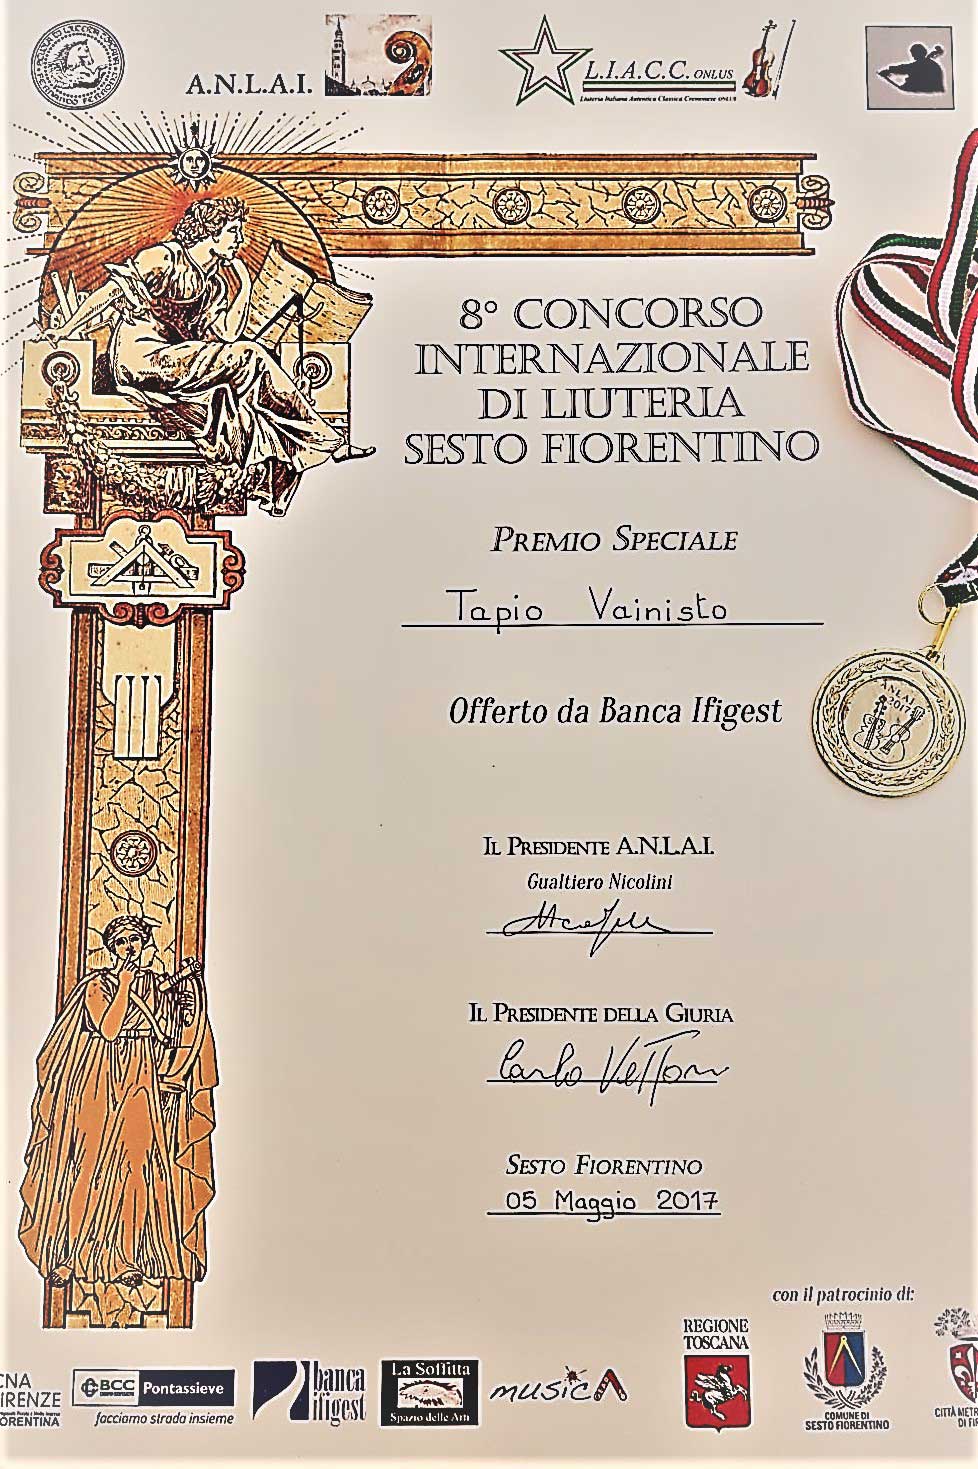 A.N.L.A.I.
L.I.A.C.C. ONLUS
Liuteria Italiana Autentica Classica Cremonese ONLUS
8° CONCORSO
INTERNAZIONALE
DI LIUTERIA
SESTO FIORENTINO
PREMIO SPECIALE
Tapio Vainisto
Offerto da Banca Ifigest
ANLAI
2017
IL PRESIDENTE A.N.L.A.I.
Gualtiero Nicolini
IL PRESIDENTE DELLA GIURIA
Carlo Vettori
SESTO FIORENTINO
05 Maggio 2017
con il patrocinio di:
REGIONE
TOSCANA
COMUNE DI
SESTO FIORENTINO
CITTÀ METR
DI FI
CNA
FIRENZE
FIORENTINA
BCC Pontassieve
facciamo strada insieme
banca
ifigest
La Soffitta
Spazio delle Arti
musicA